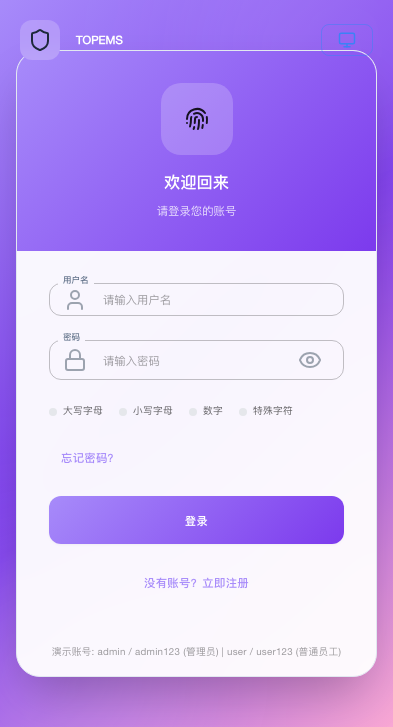 TOPEMS
欢迎回来
请登录您的账号
用户名
请输入用户名
密码
请输入密码
大写字母 小写字母 数字 特殊字符
忘记密码?
登录
没有账号? 立即注册
演示账号: admin / admin123 (管理员) | user / user123 (普通员工)